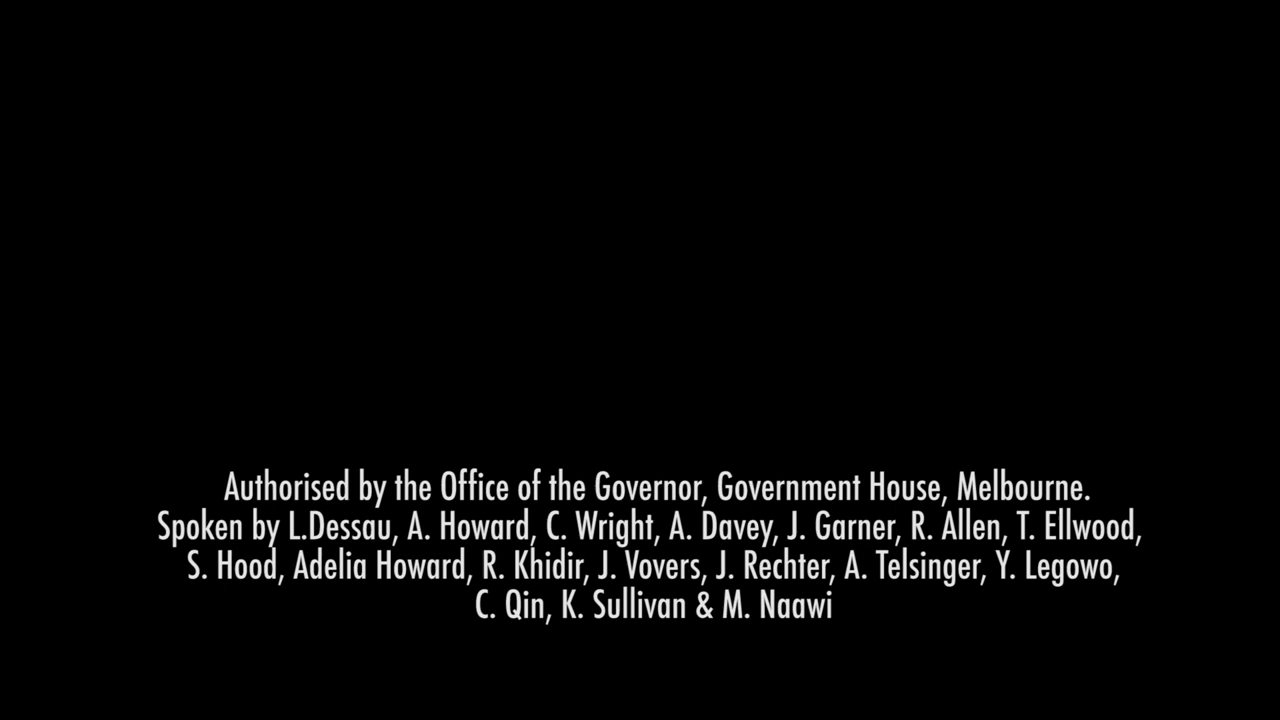 Authorised by the Office of the Governor, Government House, Melbourne.
Spoken by L.Dessau, A. Howard, C. Wright, A. Davey, J. Garner, R. Allen, T. Ellwood,
S. Hood, Adelia Howard, R. Khidir, J. Vovers, J. Rechter, A. Telsinger, Y. Legowo,
C. Qin, K. Sullivan & M. Naawi